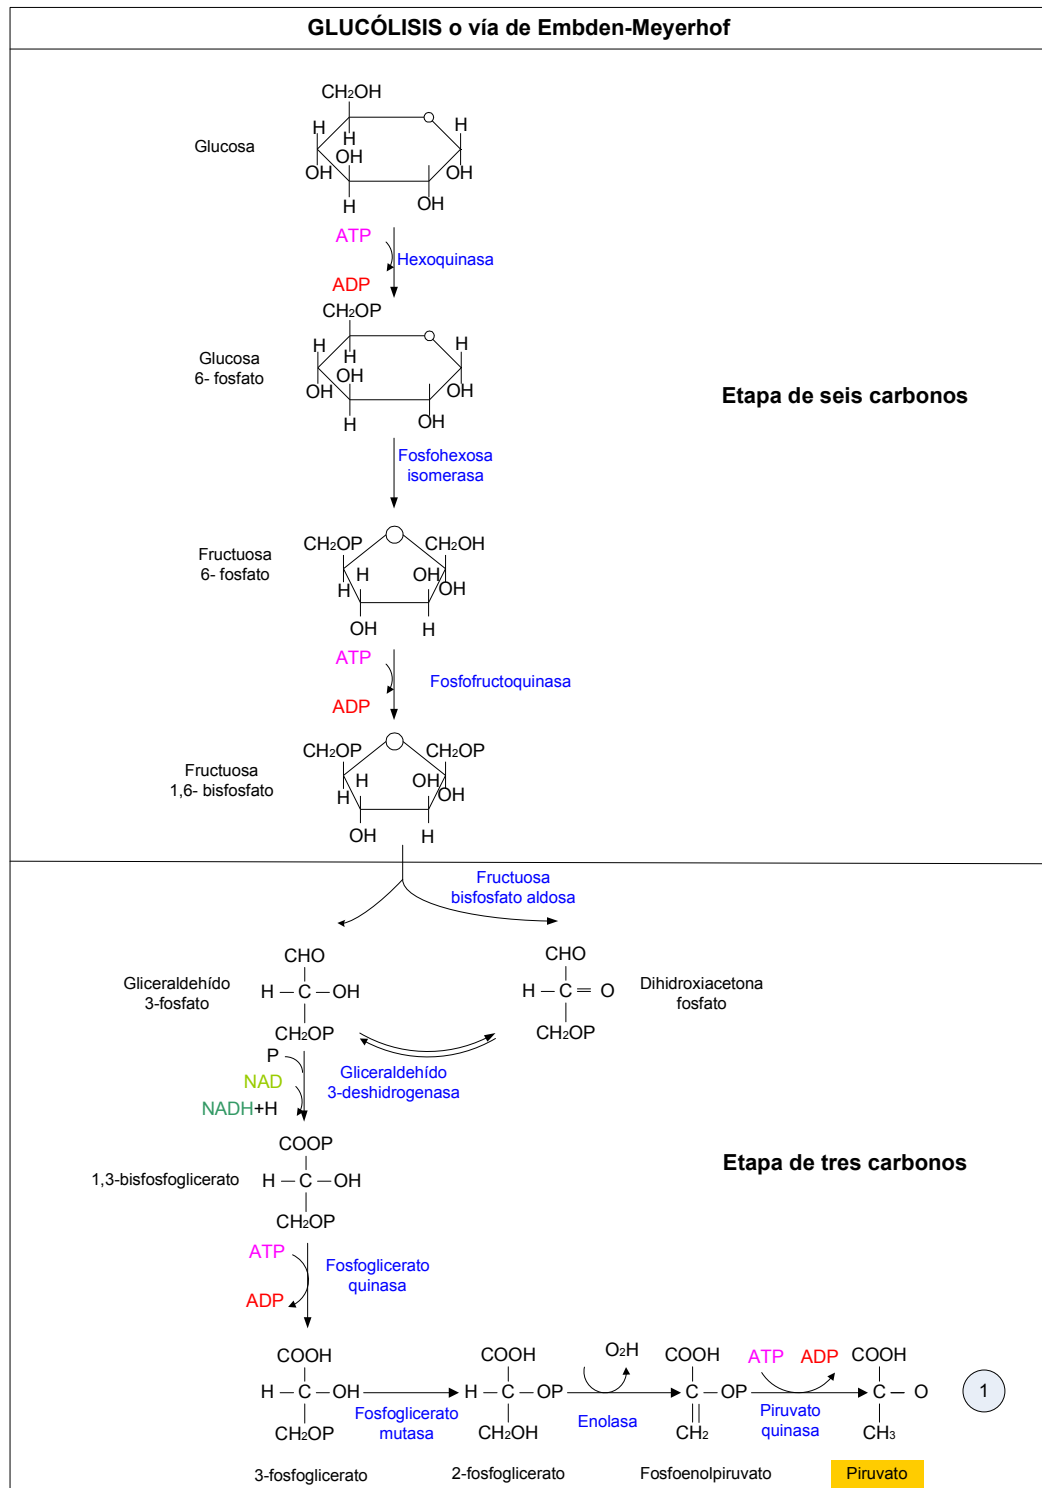 GLUCÓLISIS o vía de Embden-Meyerhof
CH2OH
Glucosa
H
H
OH
OH
H
H
OH
OH
ATP
Hexoquinasa
ADP
CH2OP
Glucosa
6- fosfato
H
H
OH
OH
H
H
OH
OH
Etapa de seis carbonos
Fosfohexosa
isomerasa
Fructuosa
6- fosfato
CH2OP
CH2OH
H
H
OH
OH
OH
H
ATP
Fosfofructoquinasa
ADP
Fructuosa
1,6- bisfosfato
CH2OP
CH2OP
H
H
OH
OH
OH
H
Fructuosa
bisfosfato aldosa
Gliceraldehído
3-fosfato
CHO
H – C – OH
CH2OP
CHO
H – C = O
CH2OP
Dihidroxiacetona
fosfato
P
NAD
NADH+H
Gliceraldehído
3-deshidrogenasa
1,3-bisfosfoglicerato
COOP
H – C – OH
CH2OP
Etapa de tres carbonos
ATP
Fosfoglicerato
quinasa
ADP
COOH
H – C – OH
CH2OP
3-fosfoglicerato
Fosfoglicerato
mutasa
COOH
H – C – OP
CH2OH
2-fosfoglicerato
O2H
Enolasa
COOH
C – OP
CH2
Fosfoenolpiruvato
ATP
ADP
Piruvato
quinasa
COOH
C – O
CH3
Piruvato
1